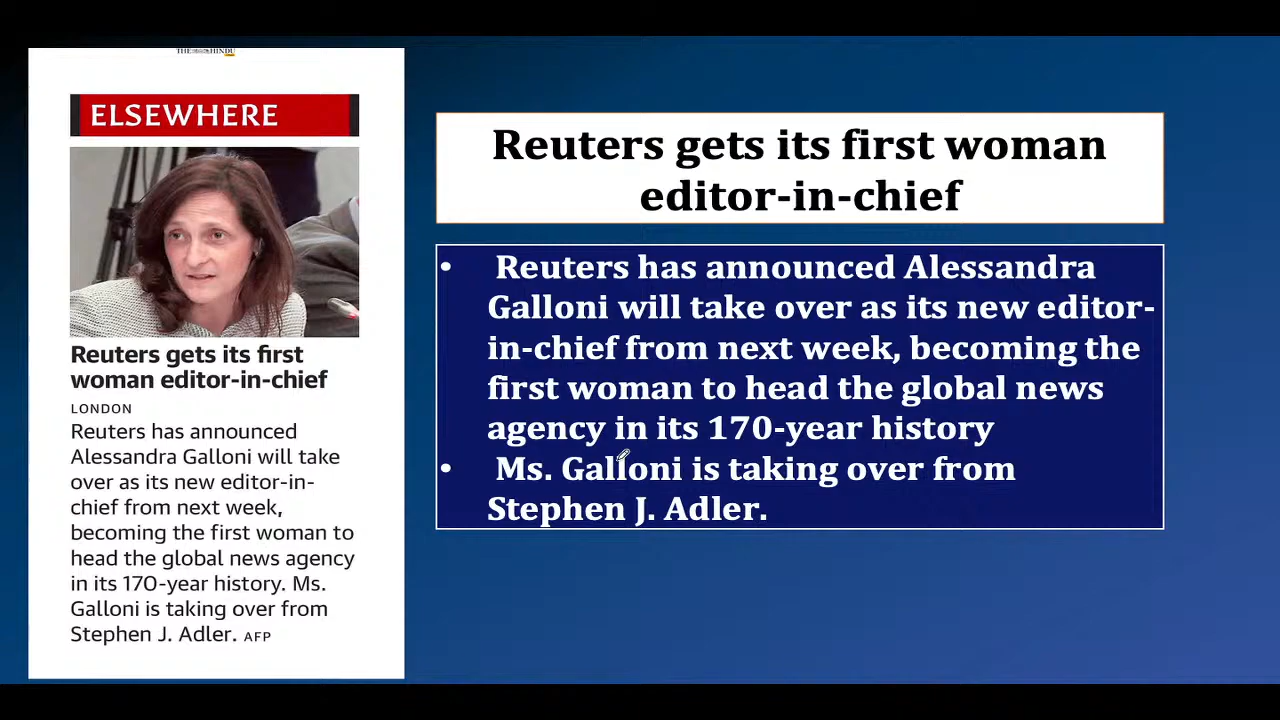 THE HINDU
ELSEWHERE
Reuters gets its first
woman editor-in-chief
LONDON
Reuters has announced
Alessandra Galloni will take
over as its new editor-in-
chief from next week,
becoming the first woman to
head the global news agency
in its 170-year history. Ms.
Galloni is taking over from
Stephen J. Adler. AFP
Reuters gets its first woman
editor-in-chief
• Reuters has announced Alessandra
Galloni will take over as its new editor-
in-chief from next week, becoming the
first woman to head the global news
agency in its 170-year history
• Ms. Galloni is taking over from
Stephen J. Adler.